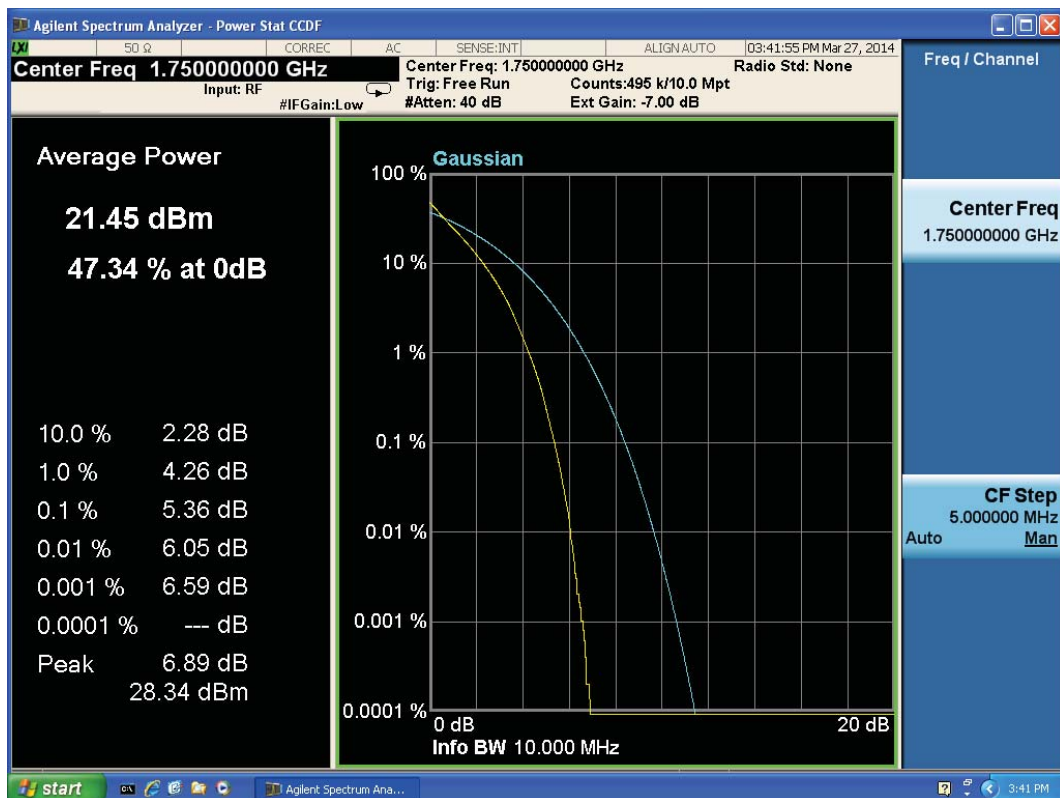 Agilent Spectrum Analyzer - Power Stat CCDF
LXI 50 Ω CORREC AC SENSE:INT ALIGN AUTO 03:41:55 PM Mar 27, 2014
Center Freq 1.750000000 GHz
Input: RF
#IFGain:Low
Center Freq: 1.750000000 GHz Radio Std: None
Trig: Free Run Counts:495 k/10.0 Mpt
#Atten: 40 dB Ext Gain: -7.00 dB
Average Power
21.45 dBm
47.34 % at 0dB
10.0 % 2.28 dB
1.0 % 4.26 dB
0.1 % 5.36 dB
0.01 % 6.05 dB
0.001 % 6.59 dB
0.0001 % --- dB
Peak 6.89 dB
28.34 dBm
Gaussian
100 %
10 %
1 %
0.1 %
0.01 %
0.001 %
0.0001 %
0 dB 20 dB
Info BW 10.000 MHz
Freq / Channel
Center Freq
1.750000000 GHz
CF Step
5.000000 MHz
Auto Man
start Agilent Spectrum Ana... 3:41 PM